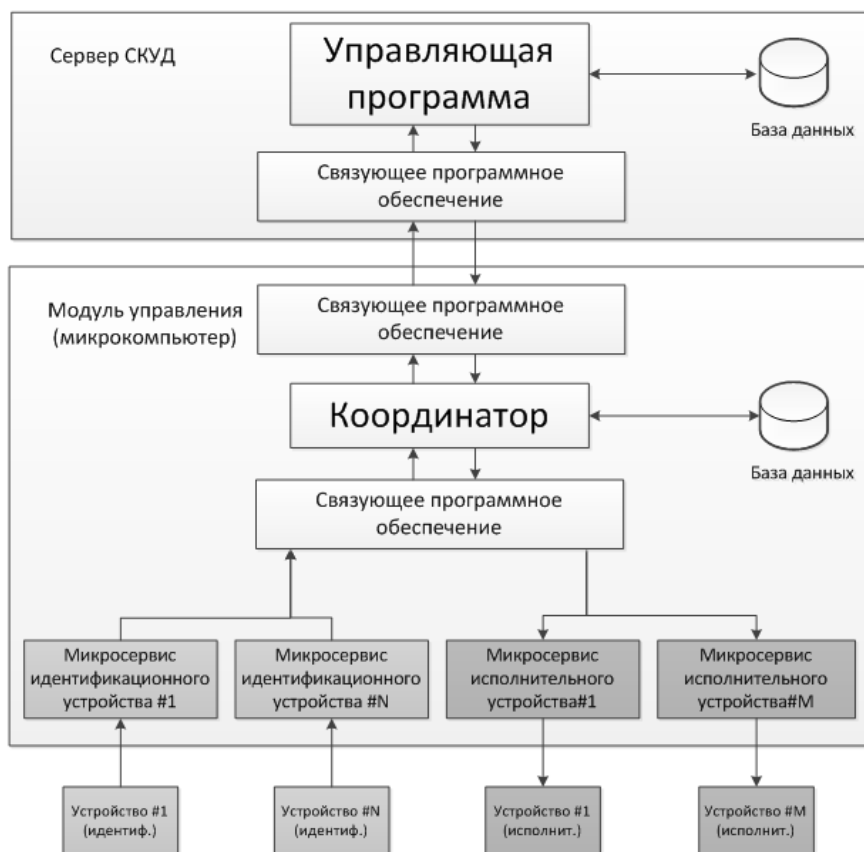 Сервер СКУД
Управляющая
программа
База данных
Связующее программное
обеспечение
Модуль управления
(микрокомпьютер)
Связующее программное
обеспечение
Координатор
База данных
Связующее программное
обеспечение
Микросервис
идентификационного
устройства #1
Микросервис
идентификационного
устройства #N
Микросервис
исполнительного
устройства#1
Микросервис
исполнительного
устройства#M
Устройство #1
(идентиф.)
Устройство #N
(идентиф.)
Устройство #1
(исполнит.)
Устройство #M
(исполнит.)